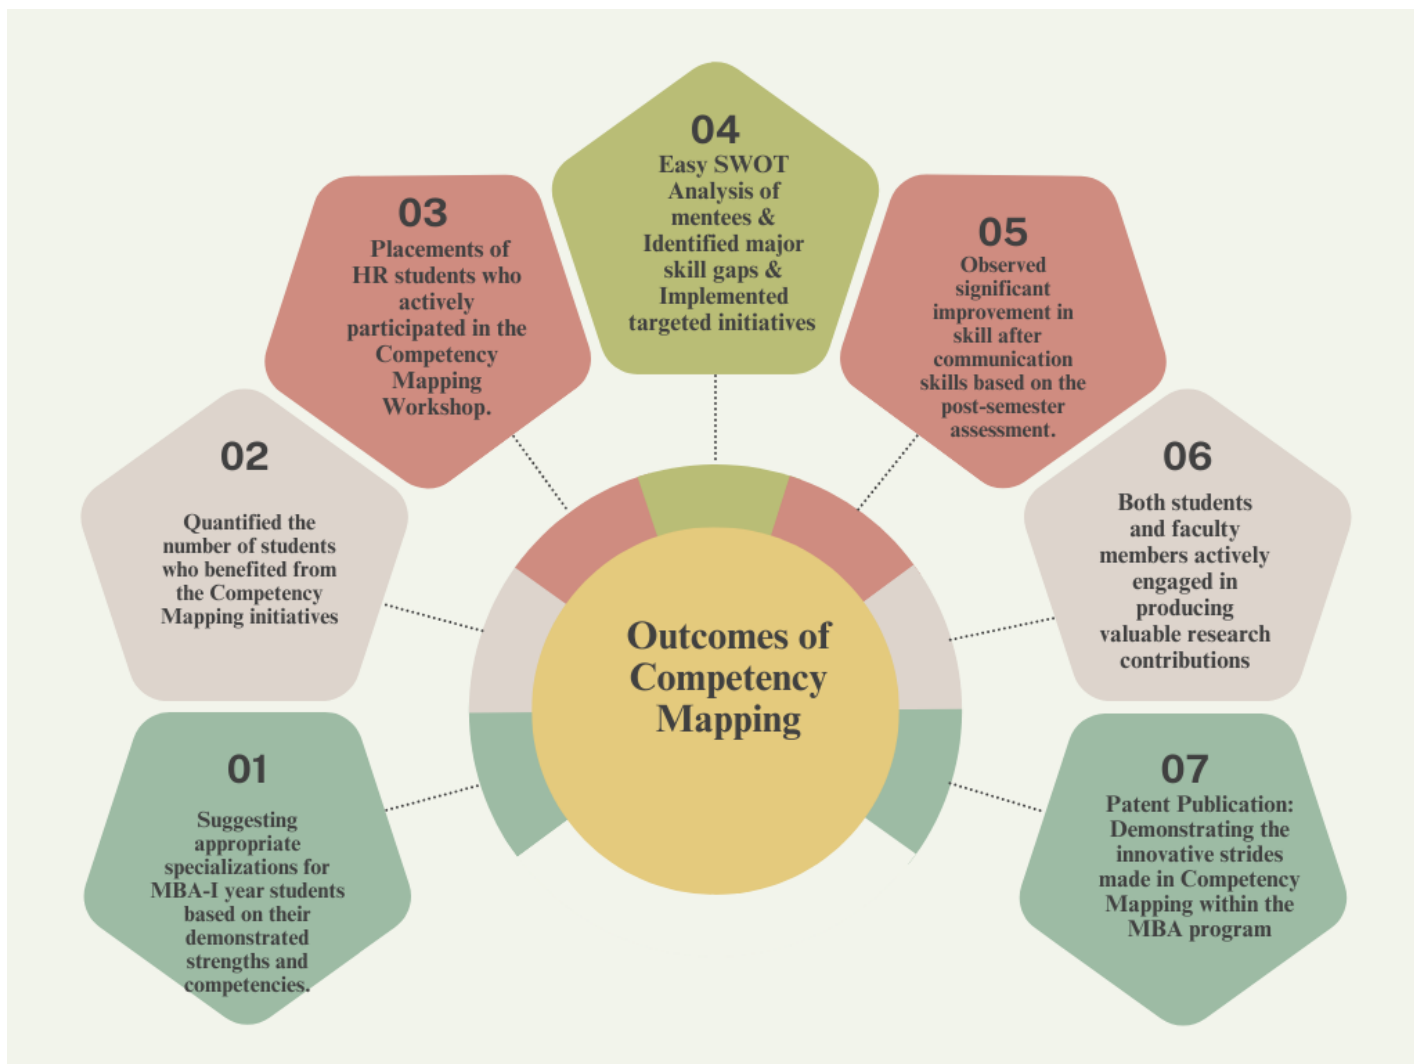 Outcomes of
Competency
Mapping
01
Suggesting
appropriate
specializations for
MBA-I year students
based on their
demonstrated
strengths and
competencies.
02
Quantified the
number of students
who benefited from
the Competency
Mapping initiatives
03
Placements of
HR students who
actively
participated in the
Competency
Mapping
Workshop.
04
Easy SWOT
Analysis of
mentees &
Identified major
skill gaps &
Implemented
targeted initiatives
05
Observed
significant
improvement in
skill after
communication
skills based on the
post-semester
assessment.
06
Both students
and faculty
members actively
engaged in
producing
valuable research
contributions
07
Patent Publication:
Demonstrating the
innovative strides
made in Competency
Mapping within the
MBA program